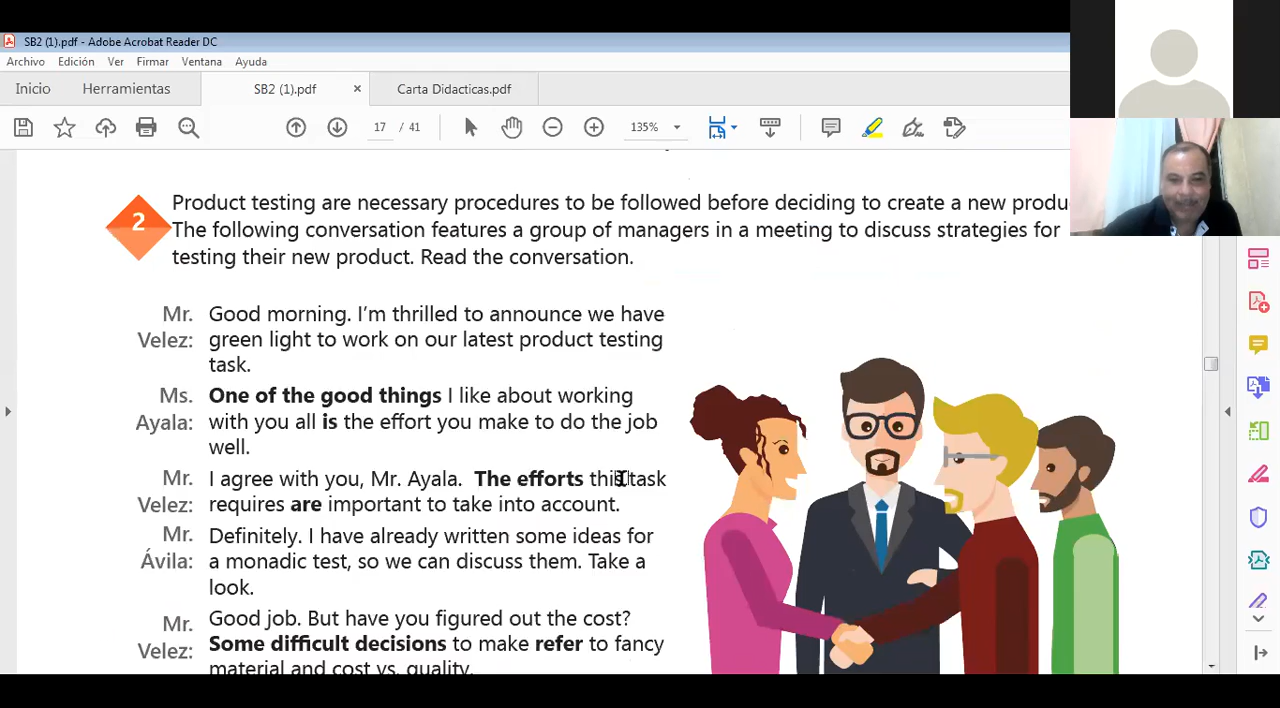 SB2 (1).pdf - Adobe Acrobat Reader DC
Archivo Edición Ver Firmar Ventana Ayuda
Inicio Herramientas SB2 (1).pdf × Carta Didacticas.pdf
17 / 41 135%
2
Product testing are necessary procedures to be followed before deciding to create a new
The following conversation features a group of managers in a meeting to discuss strategies for
testing their new product. Read the conversation.
Mr. Good morning. I'm thrilled to announce we have
Velez: green light to work on our latest product testing
task.
Ms. One of the good things I like about working
Ayala: with you all is the effort you make to do the job
well.
Mr. I agree with you, Mr. Ayala. The efforts this task
Velez: requires are important to take into account.
Mr. Definitely. I have already written some ideas for
Ávila: a monadic test, so we can discuss them. Take a
look.
Mr. Good job. But have you figured out the cost?
Velez: Some difficult decisions to make refer to fancy
material and cost vs. quality.